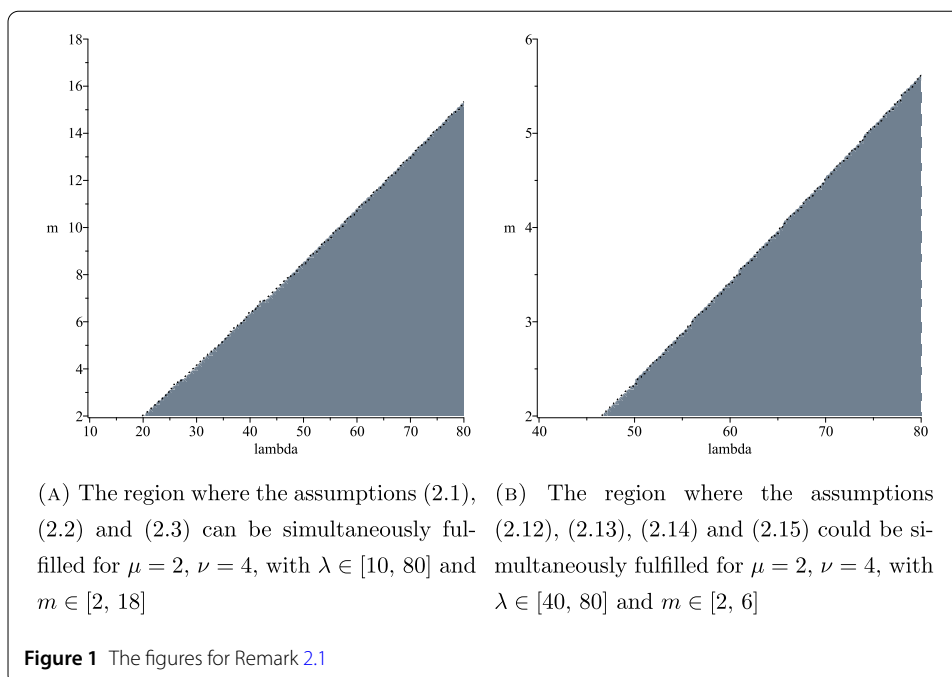 18
16
14
12
m 10
8
6
4
2
10 20 30 40 50 60 70 80
lambda
6
5
m 4
3
2
40 50 60 70 80
lambda
(A) The region where the assumptions (2.1),
(2.2) and (2.3) can be simultaneously ful-
filled for μ = 2, ν = 4, with λ ∈ [10, 80] and
m ∈ [2, 18]
(B) The region where the assumptions
(2.12), (2.13), (2.14) and (2.15) could be si-
multaneously fulfilled for μ = 2, ν = 4, with
λ ∈ [40, 80] and m ∈ [2, 6]
Figure 1 The figures for Remark 2.1